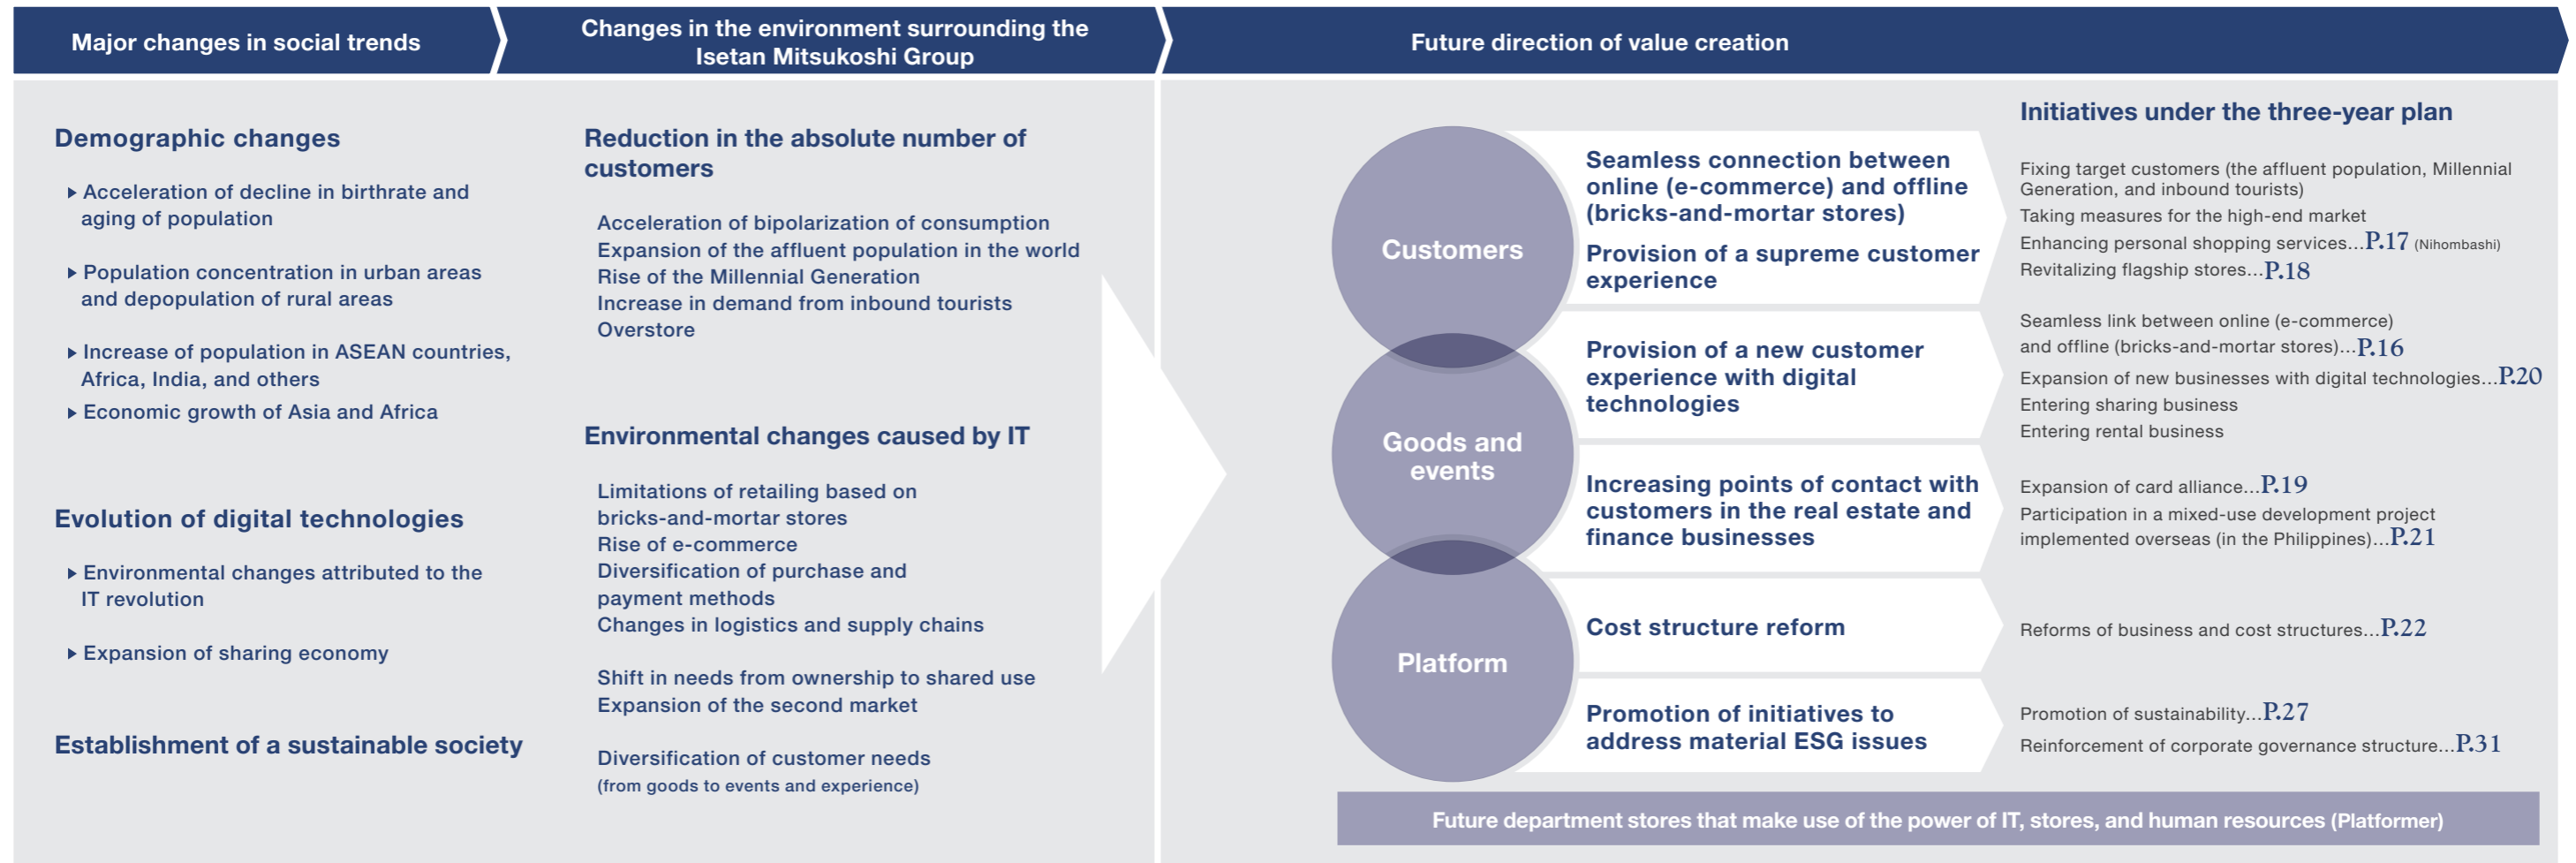 Major changes in social trends
Changes in the environment surrounding the
Isetan Mitsukoshi Group
Future direction of value creation
Demographic changes
▶ Acceleration of decline in birthrate and
aging of population
▶ Population concentration in urban areas
and depopulation of rural areas
▶ Increase of population in ASEAN countries,
Africa, India, and others
▶ Economic growth of Asia and Africa
Evolution of digital technologies
▶ Environmental changes attributed to the
IT revolution
▶ Expansion of sharing economy
Establishment of a sustainable society
Reduction in the absolute number of
customers
Acceleration of bipolarization of consumption
Expansion of the affluent population in the world
Rise of the Millennial Generation
Increase in demand from inbound tourists
Overstore
Environmental changes caused by IT
Limitations of retailing based on
bricks-and-mortar stores
Rise of e-commerce
Diversification of purchase and
payment methods
Changes in logistics and supply chains
Shift in needs from ownership to shared use
Expansion of the second market
Diversification of customer needs
(from goods to events and experience)
Customers
Goods and
events
Platform
Seamless connection between
online (e-commerce) and offline
(bricks-and-mortar stores)
Provision of a supreme customer
experience
Provision of a new customer
experience with digital
technologies
Increasing points of contact with
customers in the real estate and
finance businesses
Cost structure reform
Promotion of initiatives to
address material ESG issues
Initiatives under the three-year plan
Fixing target customers (the affluent population, Millennial
Generation, and inbound tourists)
Taking measures for the high-end market
Enhancing personal shopping services...P.17 (Nihombashi)
Revitalizing flagship stores...P.18
Seamless link between online (e-commerce)
and offline (bricks-and-mortar stores)...P.16
Expansion of new businesses with digital technologies...P.20
Entering sharing business
Entering rental business
Expansion of card alliance...P.19
Participation in a mixed-use development project
implemented overseas (in the Philippines)...P.21
Reforms of business and cost structures...P.22
Promotion of sustainability...P.27
Reinforcement of corporate governance structure...P.31
Future department stores that make use of the power of IT, stores, and human resources (Platformer)